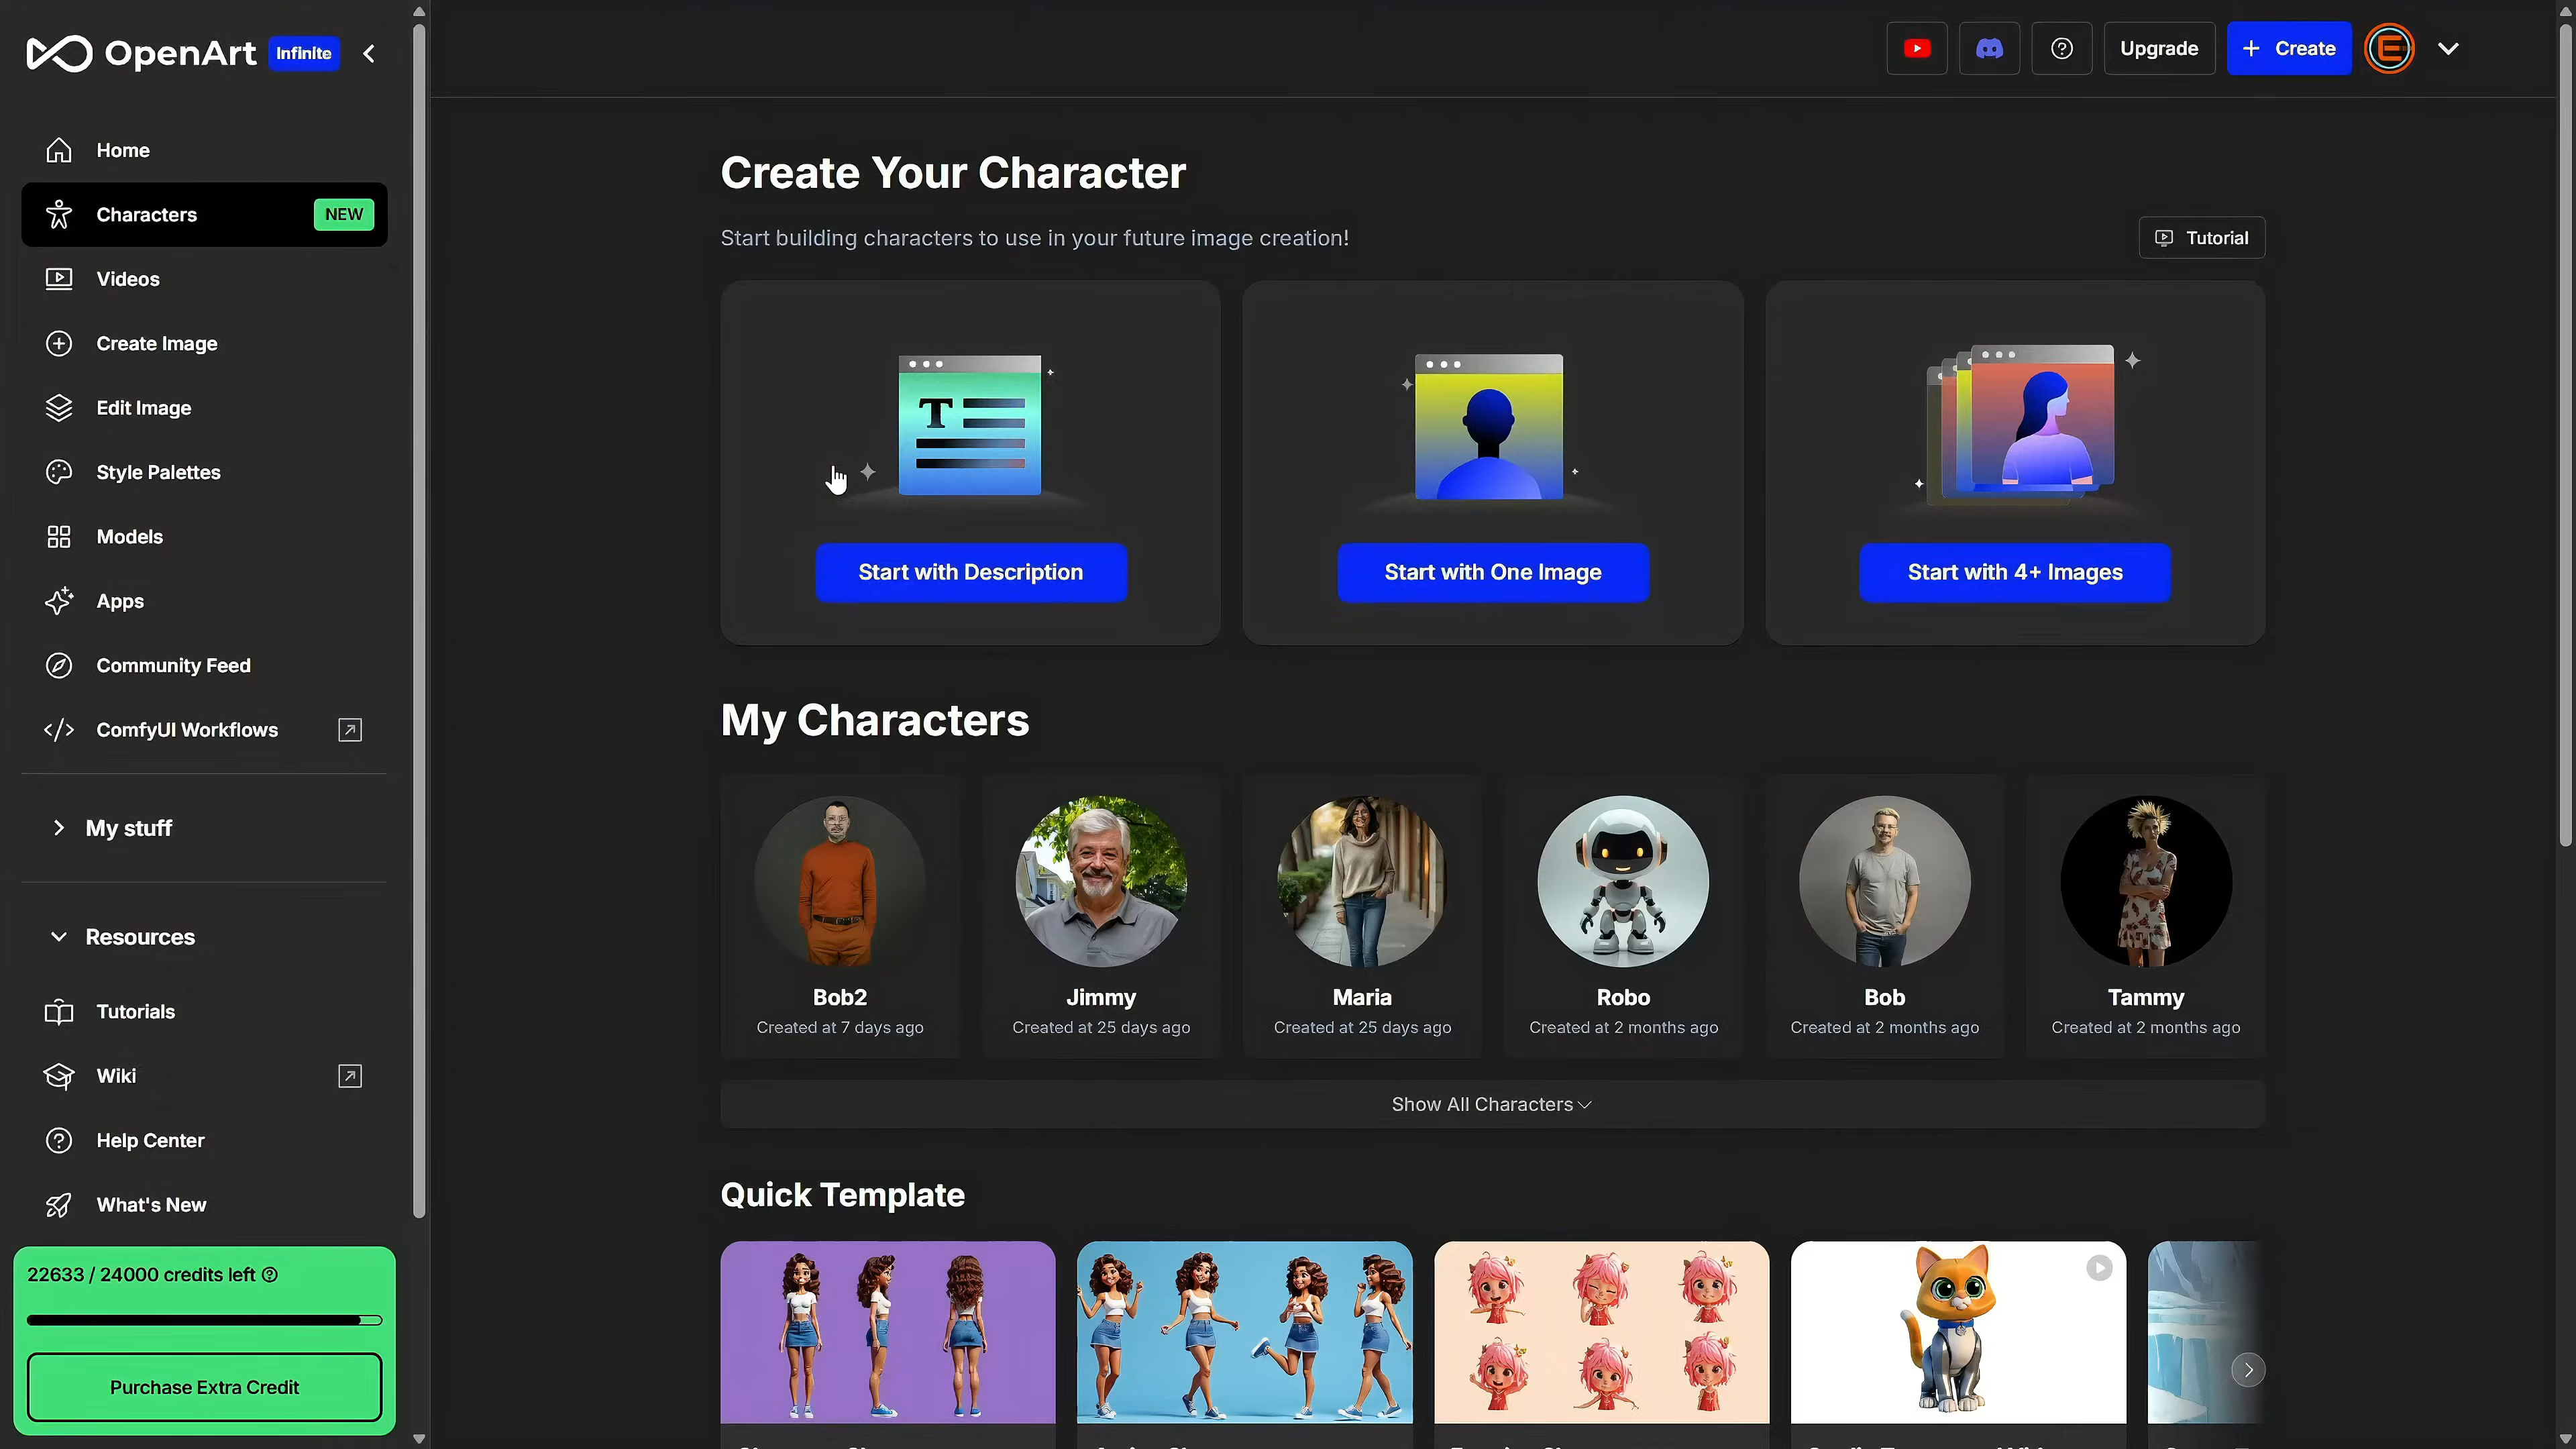 OpenArt Infinite
Home
Characters NEW
Videos
Create Image
Edit Image
Style Palettes
Models
Apps
Community Feed
ComfyUI Workflows
My stuff
Resources
Tutorials
Wiki
Help Center
What's New
22633 / 24000 credits left
Purchase Extra Credit
Upgrade
+ Create
Create Your Character
Start building characters to use in your future image creation!
Tutorial
T
Start with Description
Start with One Image
Start with 4+ Images
My Characters
Bob2
Created at 7 days ago
Jimmy
Created at 25 days ago
Maria
Created at 25 days ago
Robo
Created at 2 months ago
Bob
Created at 2 months ago
Tammy
Created at 2 months ago
Show All Characters
Quick Template